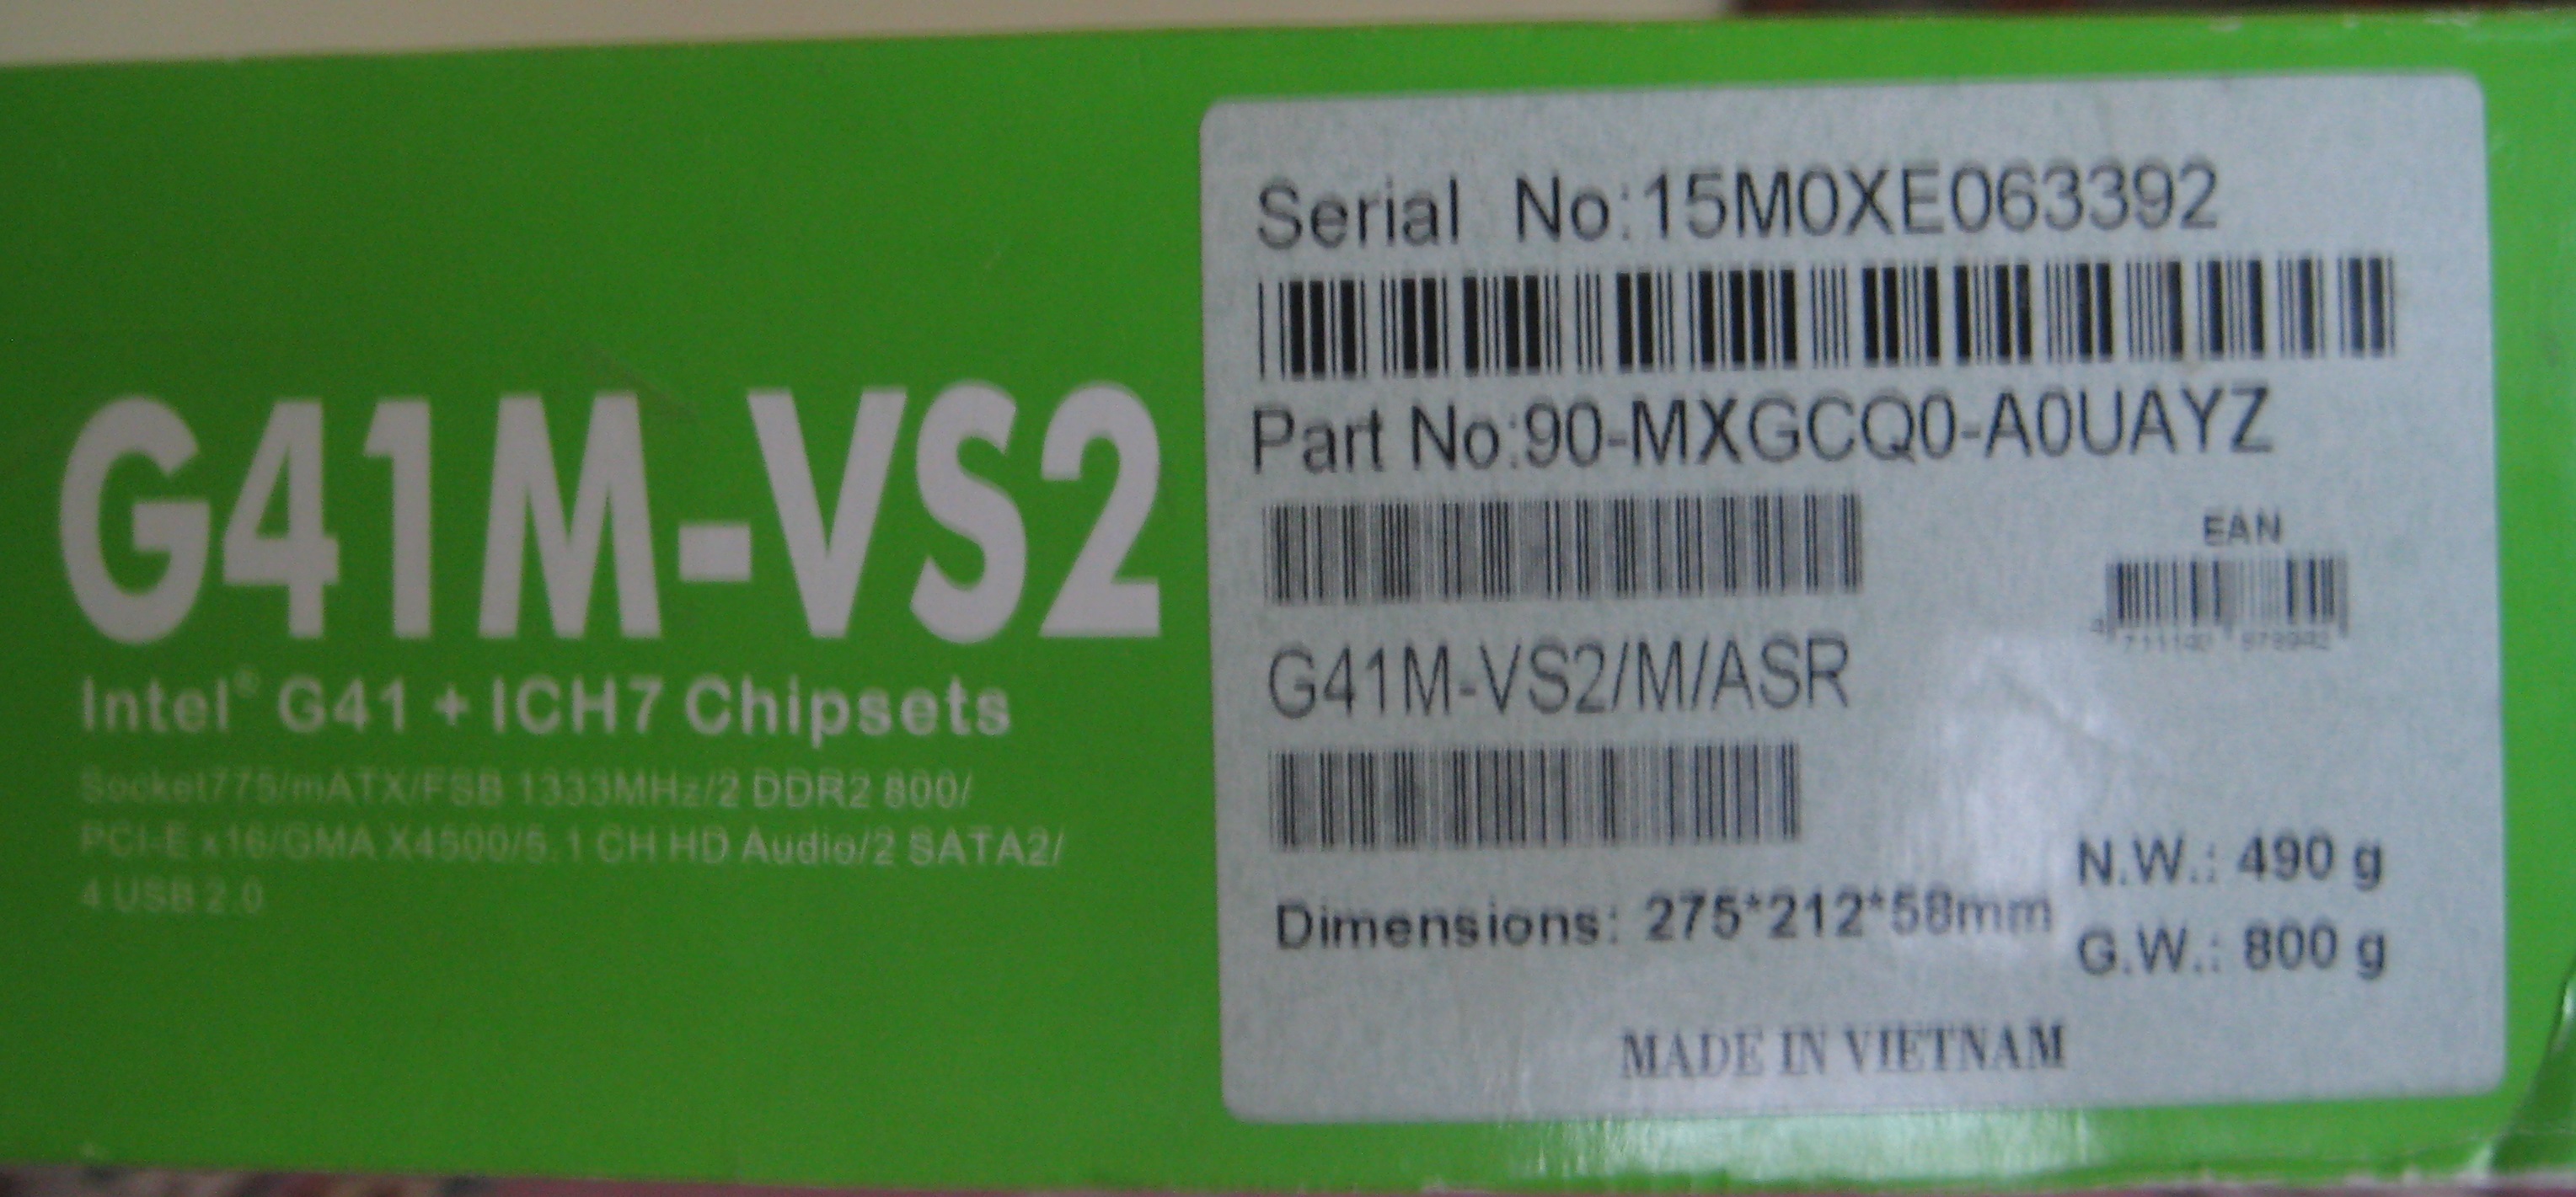 G41M-VS2
Intel® G41 + ICH7 Chipsets
Socket775/mATX/FSB 1333MHz/2 DDR2 800/
PCI-E x16/GMA X4500/5.1 CH HD Audio/2 SATA2/
4 USB 2.0
Serial No:15M0XE063392
Part No:90-MXGCQ0-A0UAYZ
EAN
G41M-VS2/M/ASR
Dimensions: 275*212*58mm
N.W.: 490 g
G.W.: 800 g
MADE IN VIETNAM